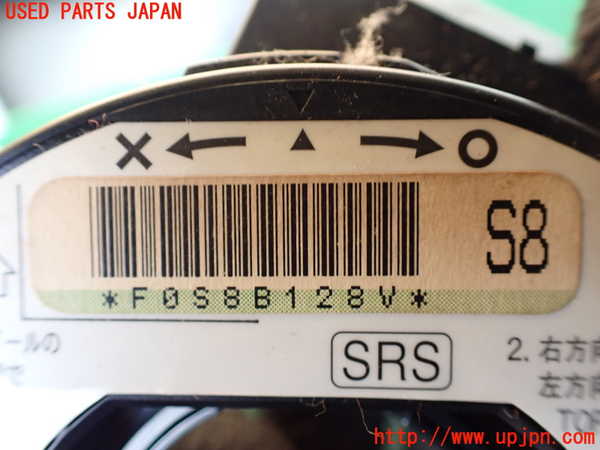 USED PARTS JAPAN
S8
*F0S8B128V*
ールの
SRS
2. 右方向
左方向
http://www.upjpn.com/